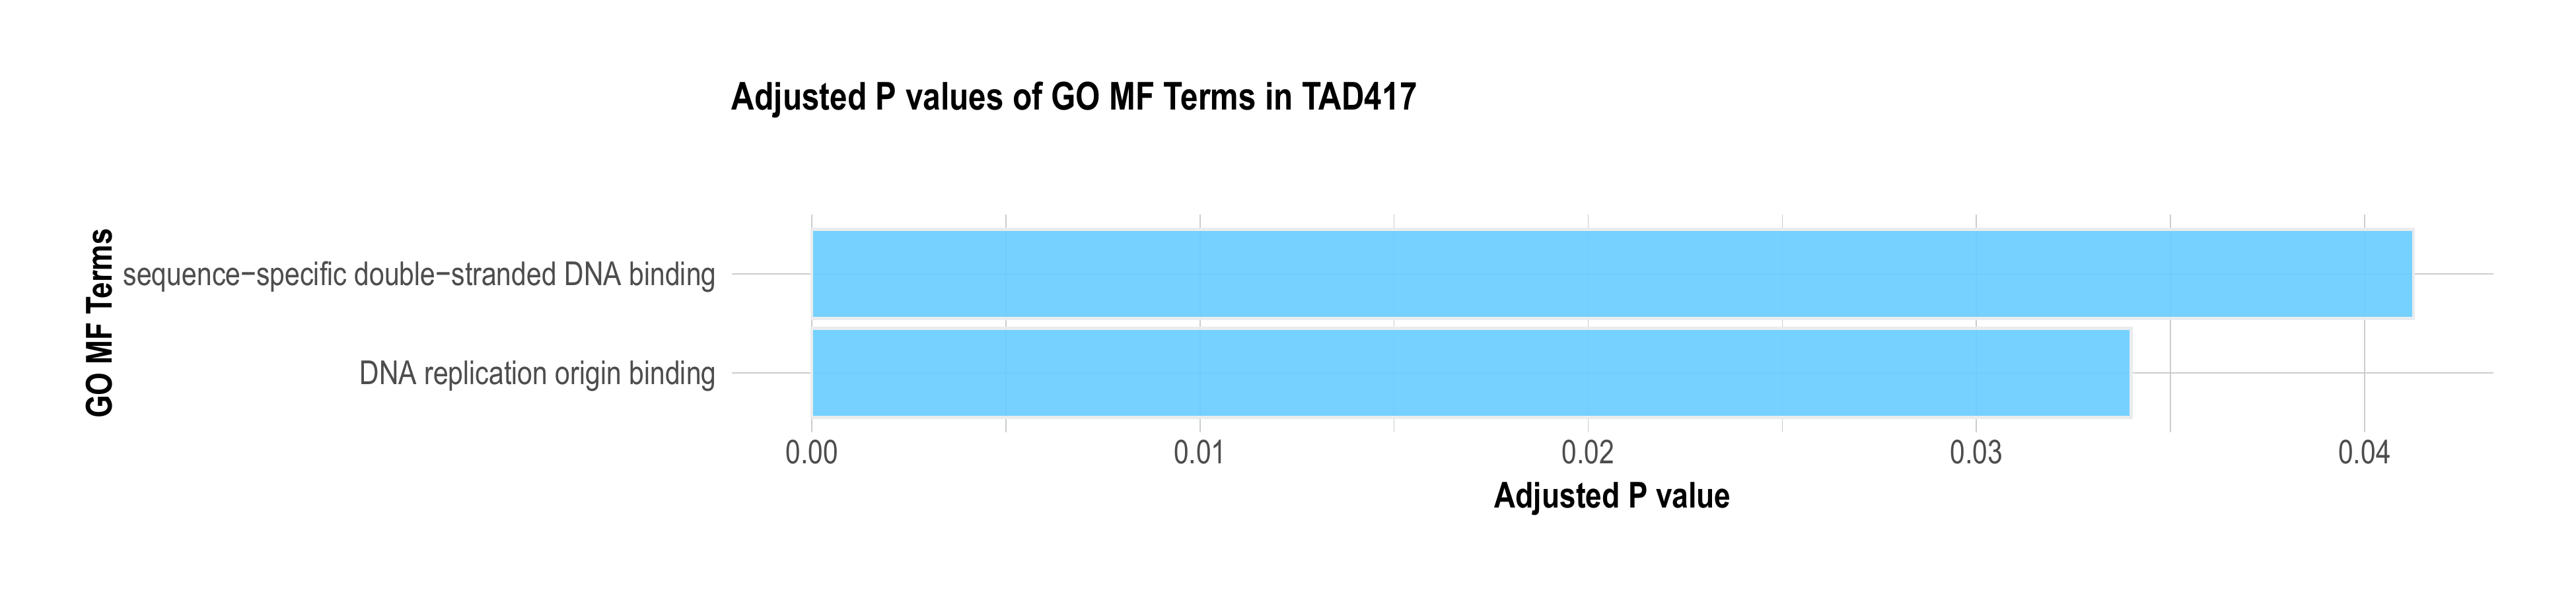 Adjusted P values of GO MF Terms in TAD417
GO MF Terms
sequence−specific double−stranded DNA binding
DNA replication origin binding
0.00 0.01 0.02 0.03 0.04
Adjusted P value